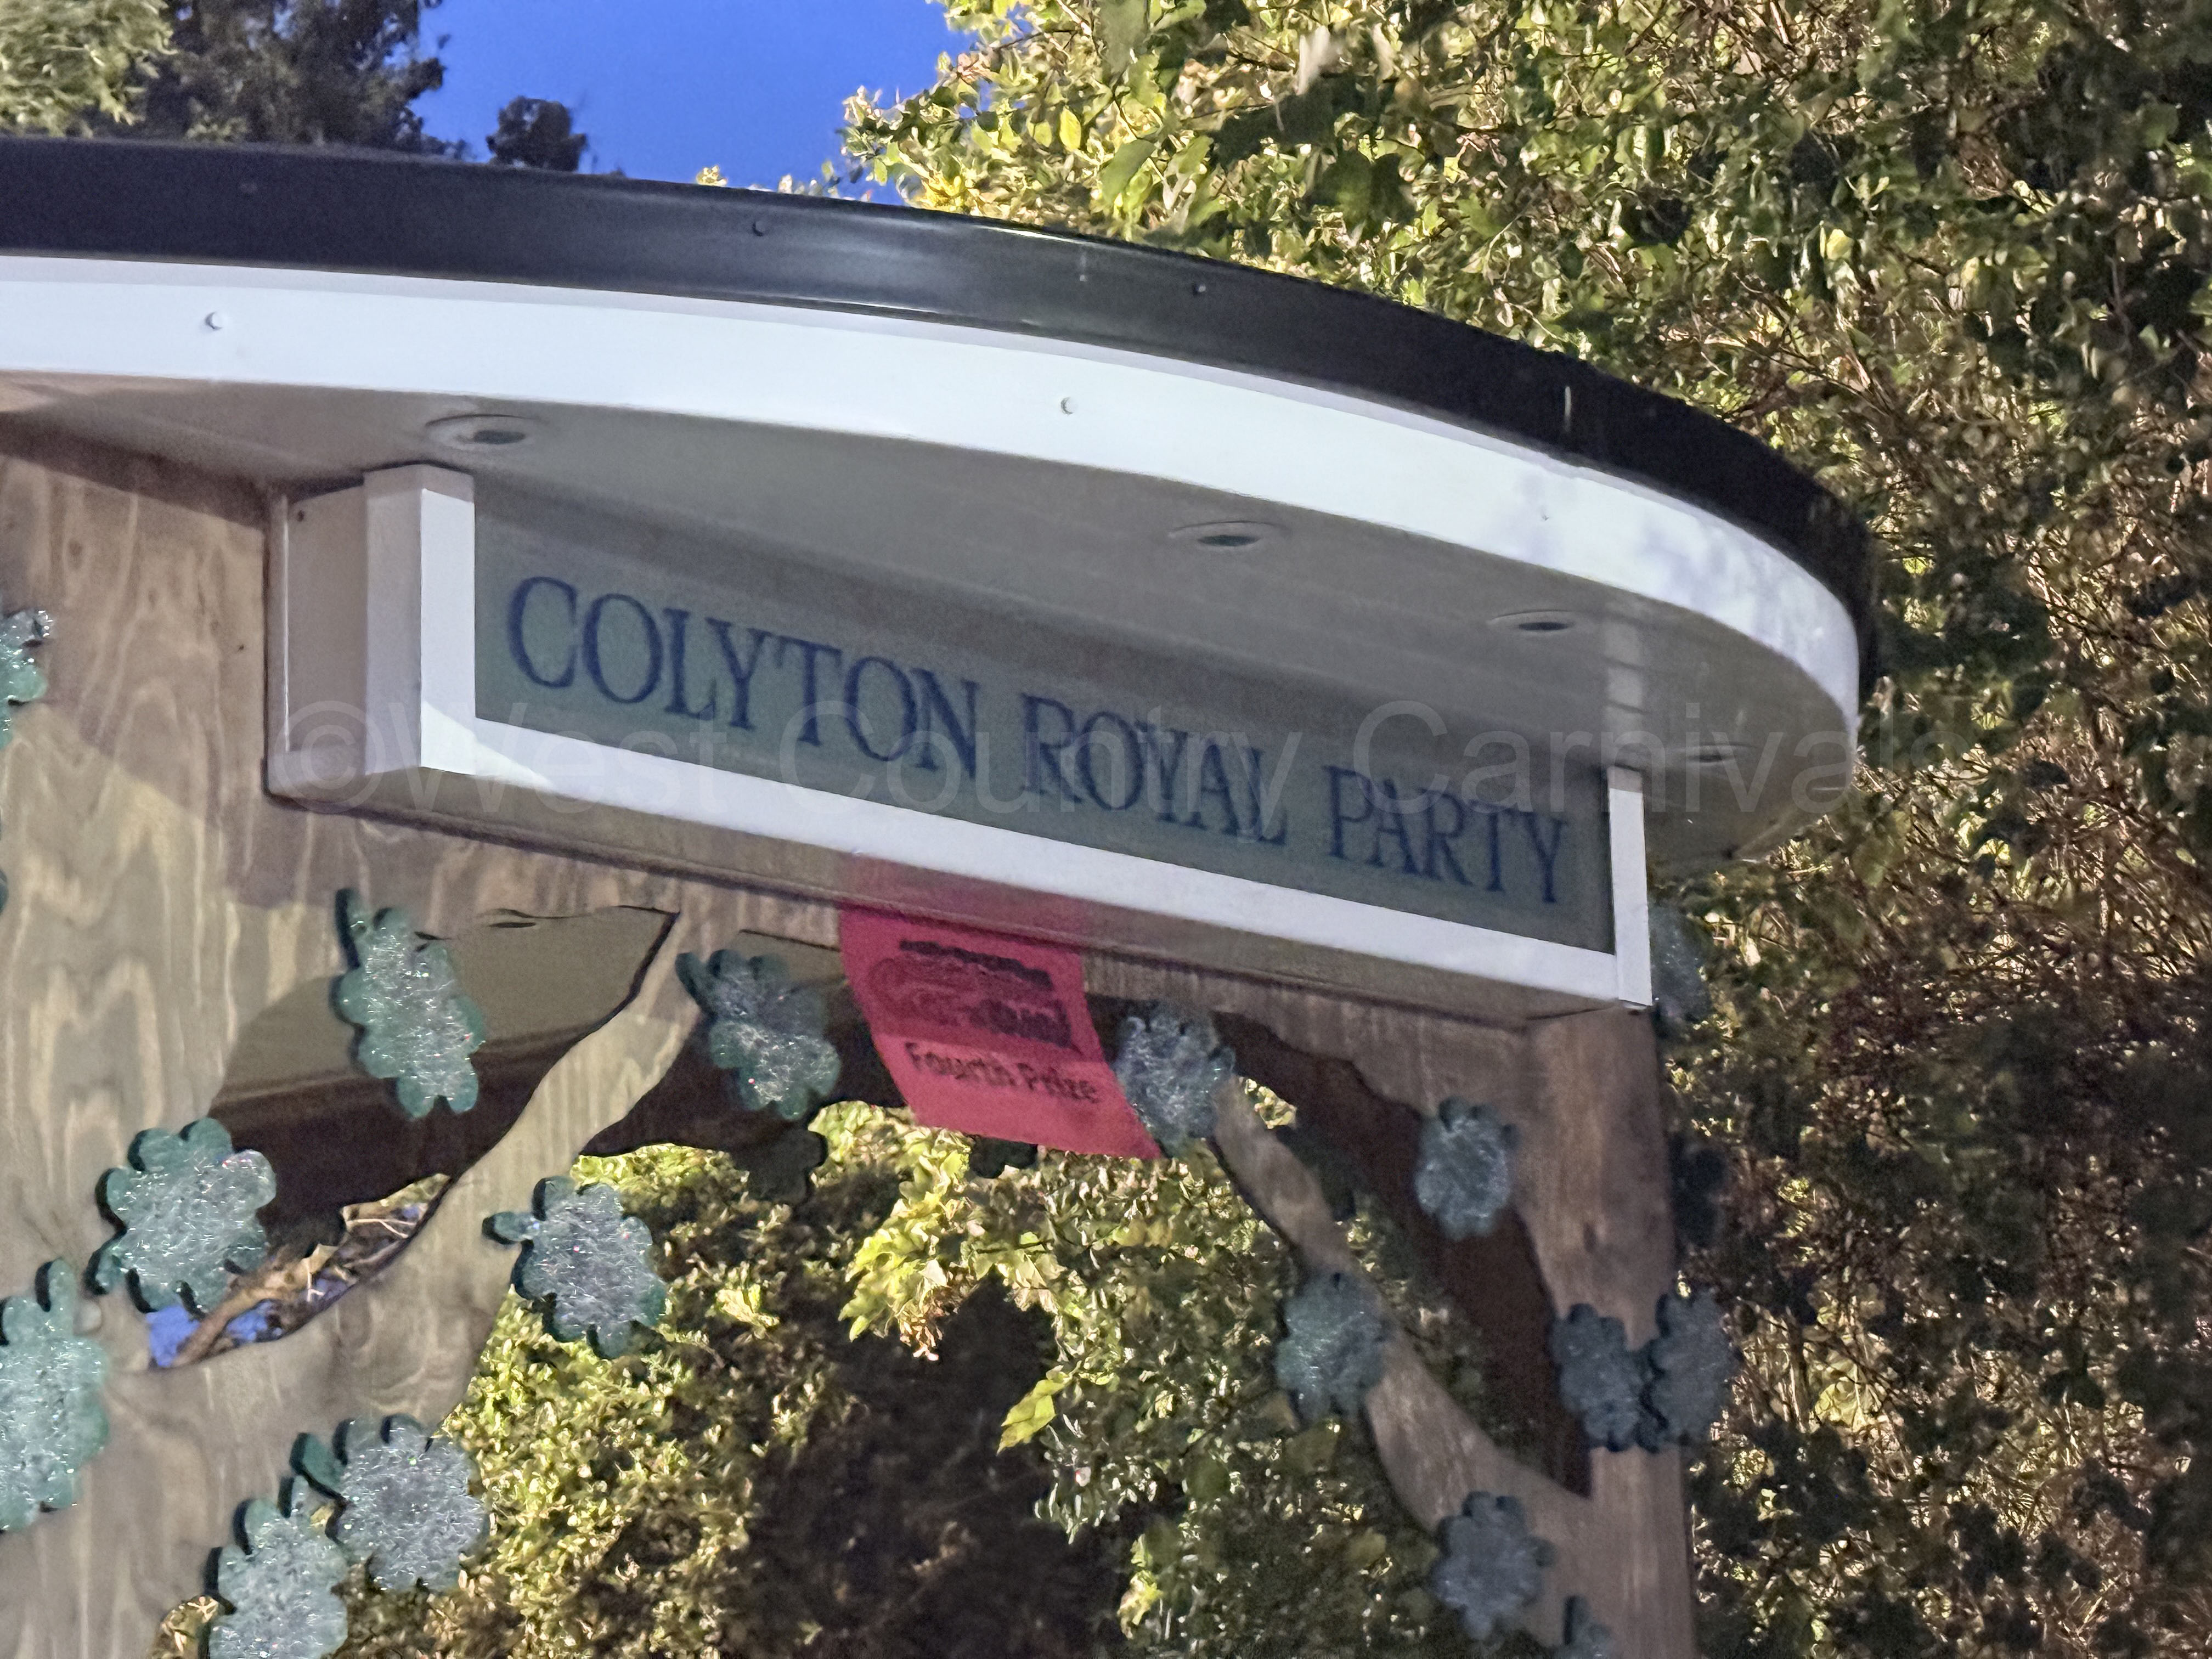 COLYTON ROYAL PARTY
©West Country Carnivals
Fourth Prize